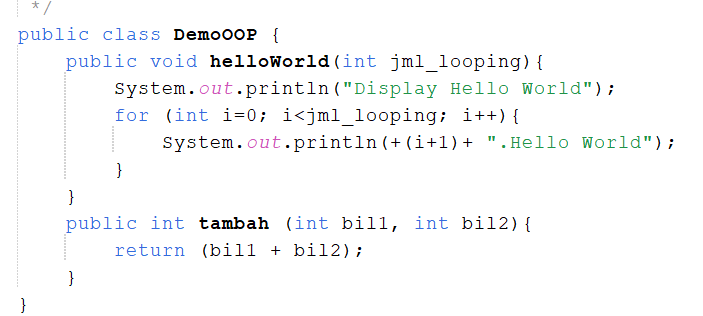 */
public class DemoOOP {
public void helloWorld(int jml_looping){
System.out.println("Display Hello World");
for (int i=0; i<jml_looping; i++){
System.out.println(+(i+1)+ ".Hello World");
}
}
public int tambah (int bil1, int bil2){
return (bil1 + bil2);
}
}